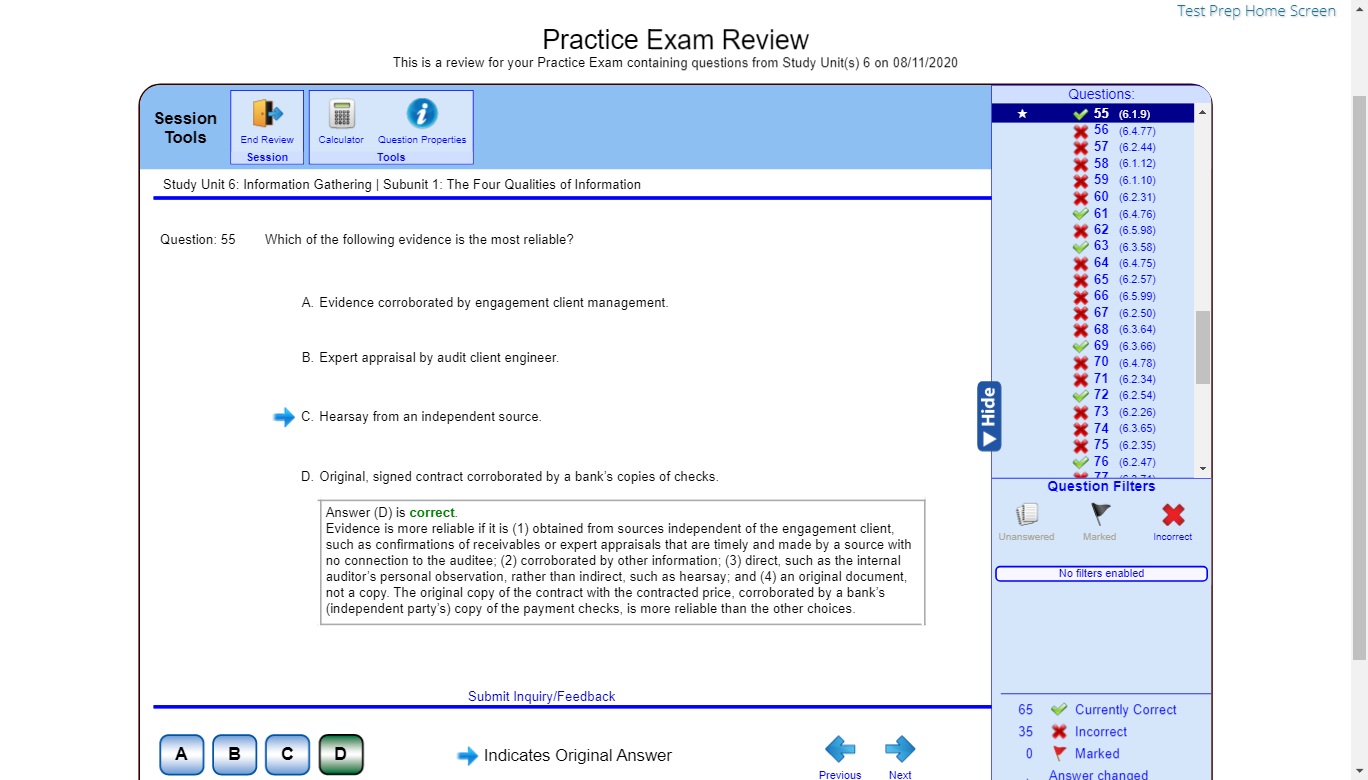 Test Prep Home Screen
Practice Exam Review
This is a review for your Practice Exam containing questions from Study Unit(s) 6 on 08/11/2020
Session
Tools
End Review
Session
Calculator
Question Properties
Tools
Study Unit 6: Information Gathering | Subunit 1: The Four Qualities of Information
Question: 55 Which of the following evidence is the most reliable?
A. Evidence corroborated by engagement client management.
B. Expert appraisal by audit client engineer.
C. Hearsay from an independent source.
D. Original, signed contract corroborated by a bank's copies of checks.
Answer (D) is correct.
Evidence is more reliable if it is (1) obtained from sources independent of the engagement client,
such as confirmations of receivables or expert appraisals that are timely and made by a source with
no connection to the auditee; (2) corroborated by other information; (3) direct, such as the internal
auditor's personal observation, rather than indirect, such as hearsay; and (4) an original document,
not a copy. The original copy of the contract with the contracted price, corroborated by a bank's
(independent party's) copy of the payment checks, is more reliable than the other choices.
Submit Inquiry/Feedback
A B C D
Indicates Original Answer
Previous
Next
Questions:
55 (6.1.9)
56 (6.4.77)
57 (6.2.44)
58 (6.1.12)
59 (6.1.10)
60 (6.2.31)
61 (6.4.76)
62 (6.5.98)
63 (6.3.58)
64 (6.4.75)
65 (6.2.57)
66 (6.5.99)
67 (6.2.50)
68 (6.3.64)
69 (6.3.66)
70 (6.4.78)
71 (6.2.34)
72 (6.2.54)
73 (6.2.26)
74 (6.3.65)
75 (6.2.35)
76 (6.2.47)
77
Hide
Question Filters
Unanswered
Marked
Incorrect
No filters enabled
65 Currently Correct
35 Incorrect
0 Marked
Answer changed